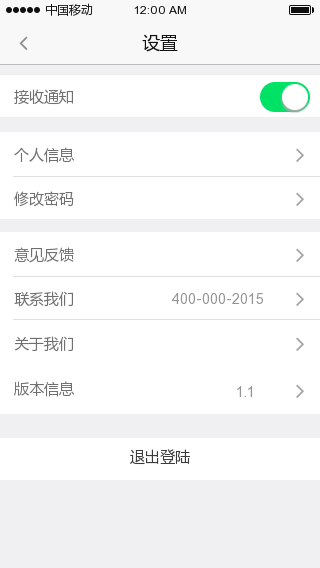 中国移动 12:00 AM
设置
接收通知
个人信息
修改密码
意见反馈
联系我们 400-000-2015
关于我们
版本信息 1.1
退出登陆